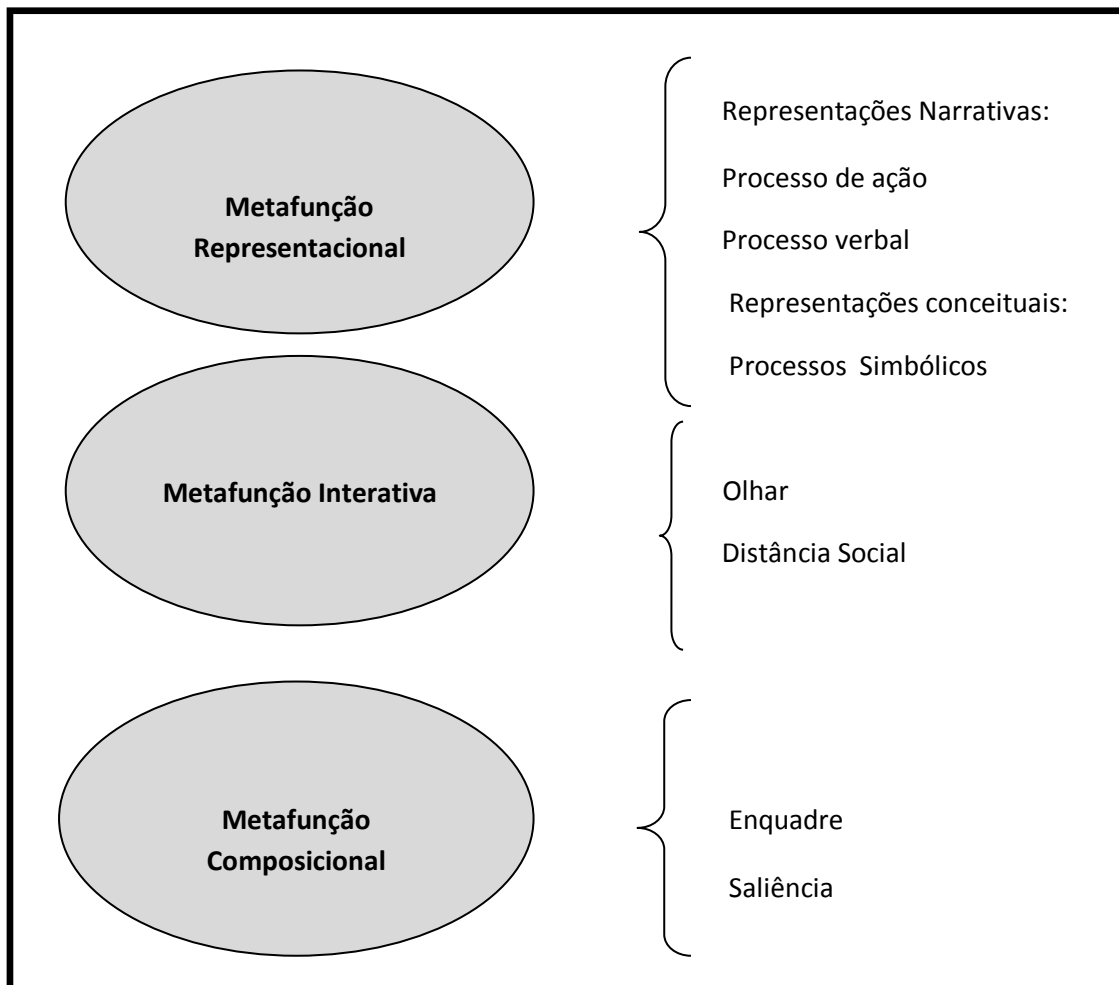 Metafunção
Representacional
Representações Narrativas:
Processo de ação
Processo verbal
Representações conceituais:
Processos Simbólicos
Metafunção Interativa
Olhar
Distância Social
Metafunção
Composicional
Enquadre
Saliência